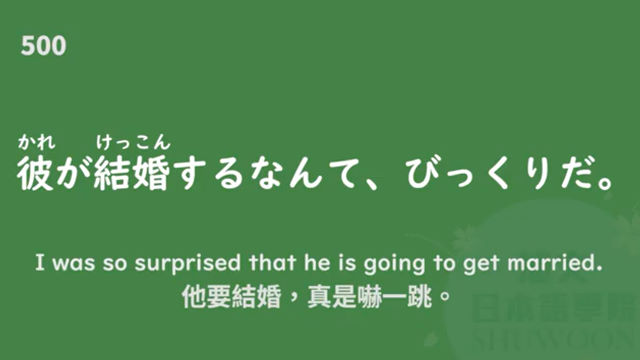 500
かれ けっこん
彼が結婚するなんて、びっくりだ。
I was so surprised that he is going to get married.
他要結婚，真是嚇一跳。
日本語學院
SHUWOON